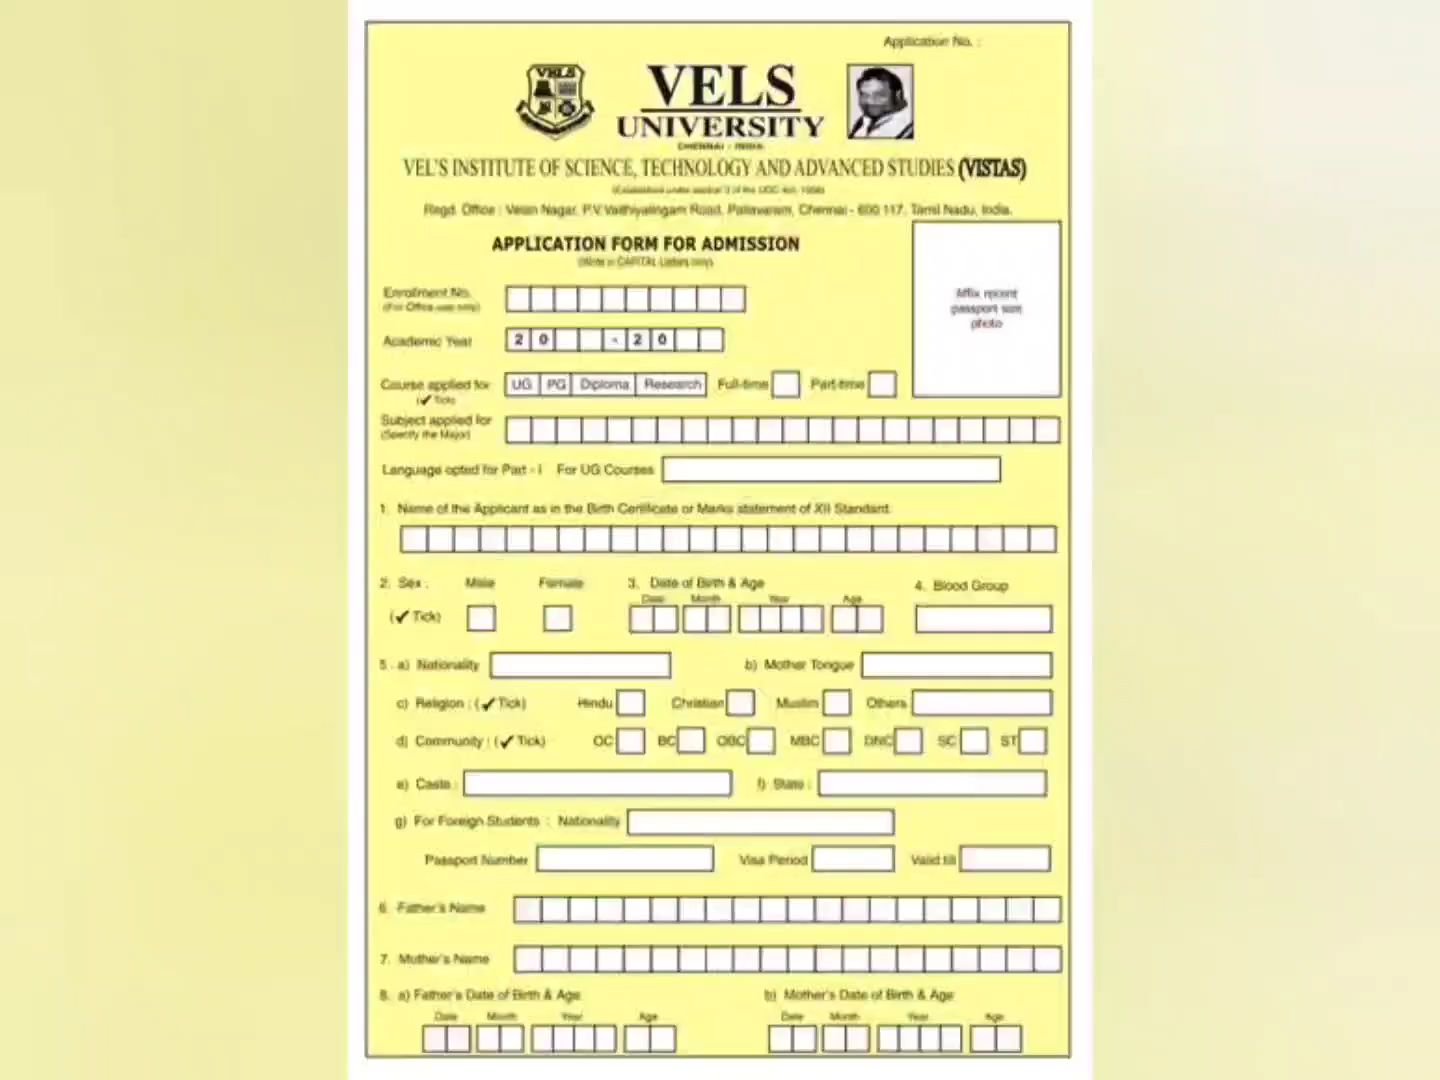 Application No. :
VELS
VELS
UNIVERSITY
CHENNAI - INDIA
VEL'S INSTITUTE OF SCIENCE, TECHNOLOGY AND ADVANCED STUDIES (VISTAS)
(Established under section 3 of the UGC Act, 1956)
Regd. Office : Velan Nagar, P.V.Vaithiyalingam Road, Pallavaram, Chennai - 600 117, Tamil Nadu, India.
APPLICATION FORM FOR ADMISSION
(Write in CAPITAL Letters only)
Affix recent
passport size
photo
Enrollment No.
(For Office use only)
Academic Year 2 0 - 2 0
Course applied for UG PG Diploma Research Full-time Part-time
(✓ Tick)
Subject applied for
(Specify the Major)
Language opted for Part - I For UG Courses
1. Name of the Applicant as in the Birth Certificate or Marks statement of XII Standard.
2. Sex : Male Female 3. Date of Birth & Age 4. Blood Group
Date Month Year Age
(✓ Tick)
5. a) Nationality b) Mother Tongue
c) Religion : (✓ Tick) Hindu Christian Muslim Others
d) Community : (✓ Tick) OC BC OBC MBC DNC SC ST
e) Caste : f) State :
g) For Foreign Students : Nationality
Passport Number Visa Period Valid till
6. Father's Name
7. Mother's Name
8. a) Father's Date of Birth & Age b) Mother's Date of Birth & Age
Date Month Year Age Date Month Year Age